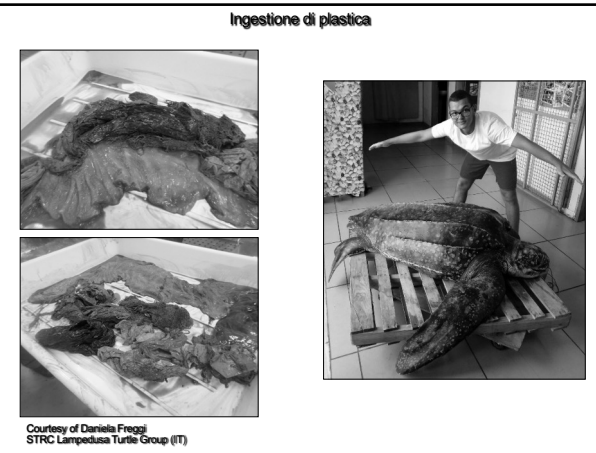 Ingestione di plastica
Courtesy of Daniela Freggi
STRC Lampedusa Turtle Group (IT)